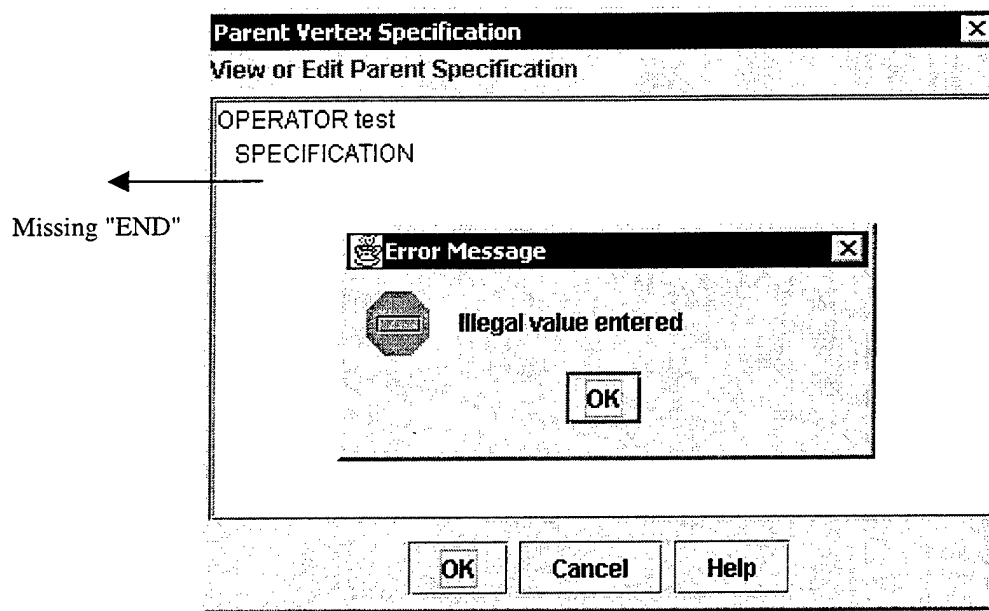 Parent Vertex Specification
View or Edit Parent Specification
OPERATOR test
SPECIFICATION
Missing "END"
Error Message
Illegal value entered
OK
OK Cancel Help